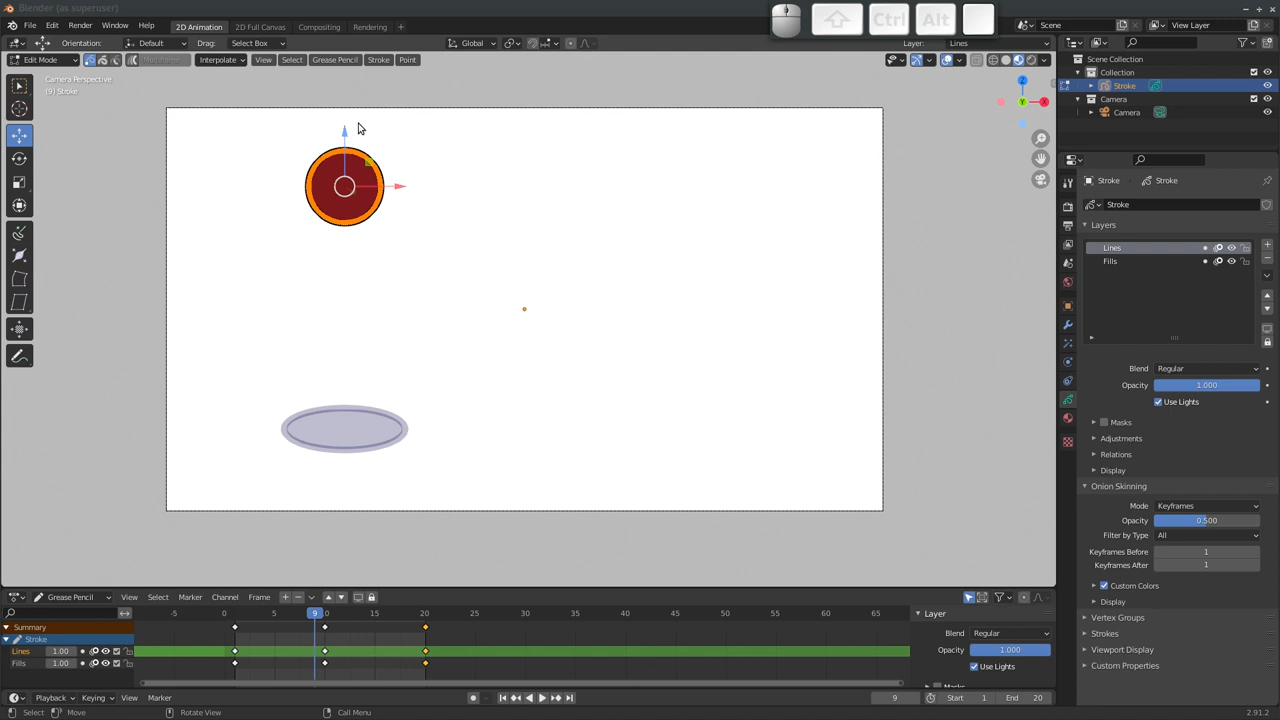 Blender (as superuser)
File Edit Render Window Help 2D Animation 2D Full Canvas Compositing Rendering
Ctrl Alt
Scene View Layer
Orientation: Default Drag: Select Box Global Layer: Lines
Edit Mode Interpolate View Select Grease Pencil Stroke Point
Camera Perspective
(9) Stroke
Z
Y
X
Scene Collection
Collection
Stroke
Camera
Camera
Stroke Stroke
Stroke
Layers
Lines
Fills
Blend Regular
Opacity 1.000
Use Lights
Masks
Adjustments
Relations
Display
Onion Skinning
Mode Keyframes
Opacity 0.500
Filter by Type All
Keyframes Before 1
Keyframes After 1
Custom Colors
Display
Vertex Groups
Strokes
Viewport Display
Custom Properties
Grease Pencil View Select Marker Channel Frame
-5 0 5 9 10 15 20 25 30 35 40 45 50 55 60 65
Summary
Stroke
Lines 1.00
Fills 1.00
Layer
Blend Regular
Opacity 1.000
Use Lights
Playback Keying View Marker 9 Start 1 End 20
Select Move Rotate View Call Menu 2.91.2